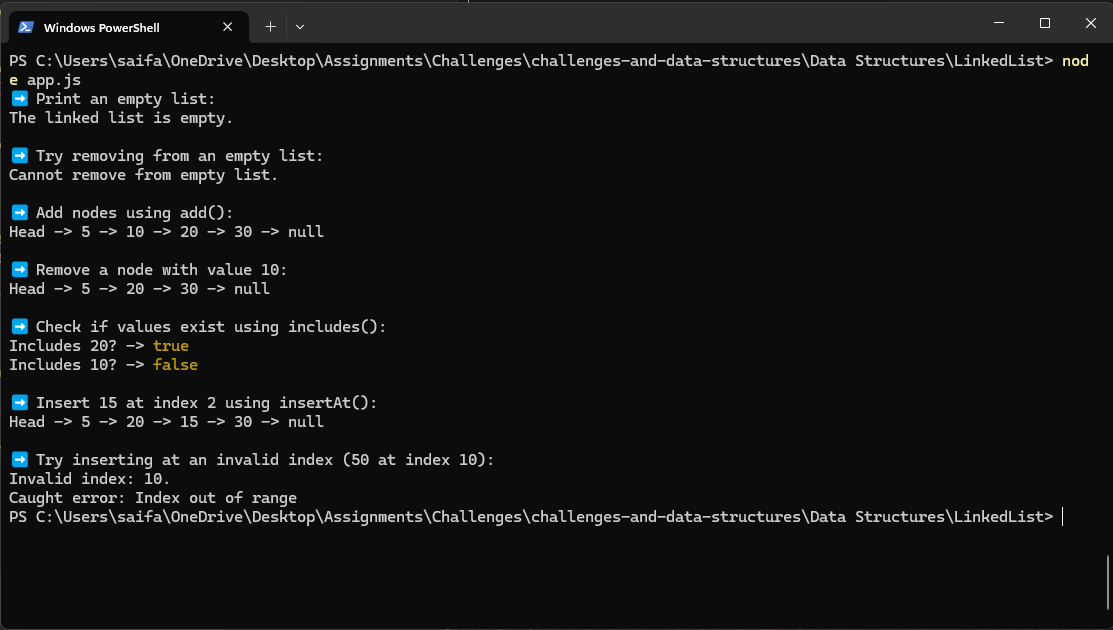 Windows PowerShell
PS C:\Users\saifa\OneDrive\Desktop\Assignments\Challenges\challenges-and-data-structures\Data Structures\LinkedList> nod
e app.js
➡️ Print an empty list:
The linked list is empty.
➡️ Try removing from an empty list:
Cannot remove from empty list.
➡️ Add nodes using add():
Head -> 5 -> 10 -> 20 -> 30 -> null
➡️ Remove a node with value 10:
Head -> 5 -> 20 -> 30 -> null
➡️ Check if values exist using includes():
Includes 20? -> true
Includes 10? -> false
➡️ Insert 15 at index 2 using insertAt():
Head -> 5 -> 20 -> 15 -> 30 -> null
➡️ Try inserting at an invalid index (50 at index 10):
Invalid index: 10.
Caught error: Index out of range
PS C:\Users\saifa\OneDrive\Desktop\Assignments\Challenges\challenges-and-data-structures\Data Structures\LinkedList>